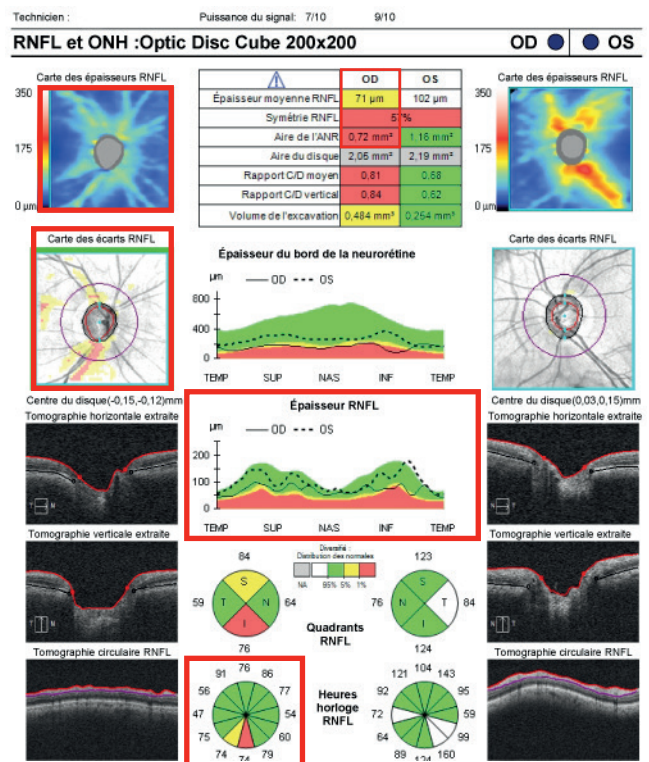 Technicien : Puissance du signal: 7/10 9/10
RNFL et ONH :Optic Disc Cube 200x200 OD OS
Carte des épaisseurs RNFL
350
175
0 µm
OD OS
Épaisseur moyenne RNFL 71 µm 102 µm
Symétrie RNFL 5 %
Aire de l'ANR 0,72 mm² 1.16 mm²
Aire du disque 2,05 mm² 2,19 mm²
Rapport C/D moyen 0,81 0.68
Rapport C/D vertical 0,84 0.62
Volume de l'excavation 0,484 mm³ 0,254 mm³
Carte des épaisseurs RNFL
350
175
0 µm
Carte des écarts RNFL
Épaisseur du bord de la neurorétine
µm OD OS
800
400
0
TEMP SUP NAS INF TEMP
Carte des écarts RNFL
Centre du disque(-0,15,-0,12)mm
Tomographie horizontale extraite
T N
Épaisseur RNFL
µm OD OS
200
100
0
TEMP SUP NAS INF TEMP
Centre du disque(0,03,0,15)mm
Tomographie horizontale extraite
N T
Tomographie verticale extraite
T N
Diversifié :
Distribution des normales
NA 95% 5% 1%
84
S
59 T N 64
I
76
Quadrants
RNFL
123
S
76 N T 84
I
124
Tomographie verticale extraite
Tomographie circulaire RNFL
76
91 86
56 77
47 54
75 60
74 79
74
Heures
horloge
RNFL
104
121 143
92 95
72 59
64 99
89 160
124
Tomographie circulaire RNFL